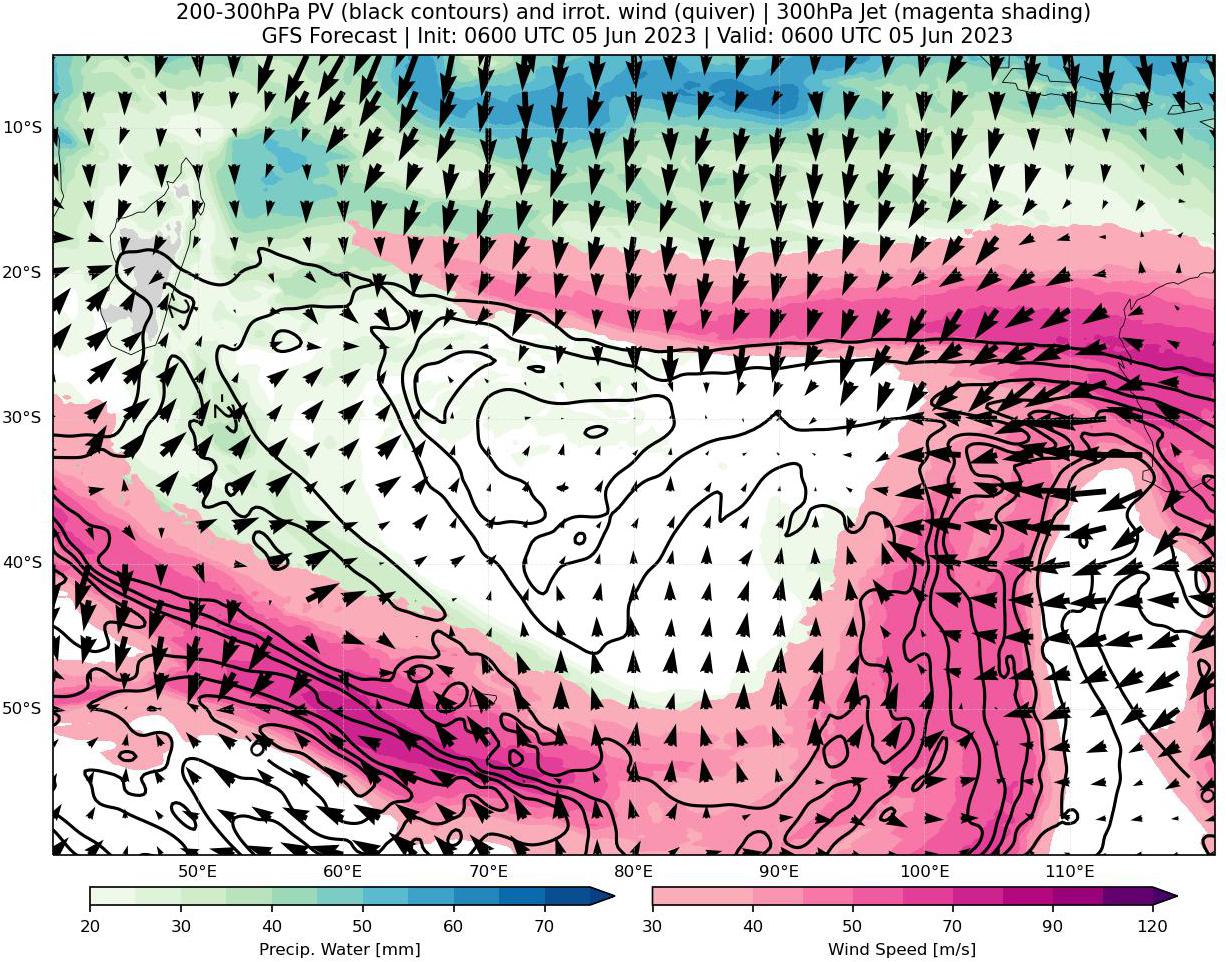 200-300hPa PV (black contours) and irrot. wind (quiver) | 300hPa Jet (magenta shading)
GFS Forecast | Init: 0600 UTC 05 Jun 2023 | Valid: 0600 UTC 05 Jun 2023
10°S
20°S
-2
30°S
-2
40°S
50°S
50°E 60°E 70°E 80°E 90°E 100°E 110°E
20 30 40 50 60 70
30 40 50 70 90 120
Precip. Water [mm]
Wind Speed [m/s]